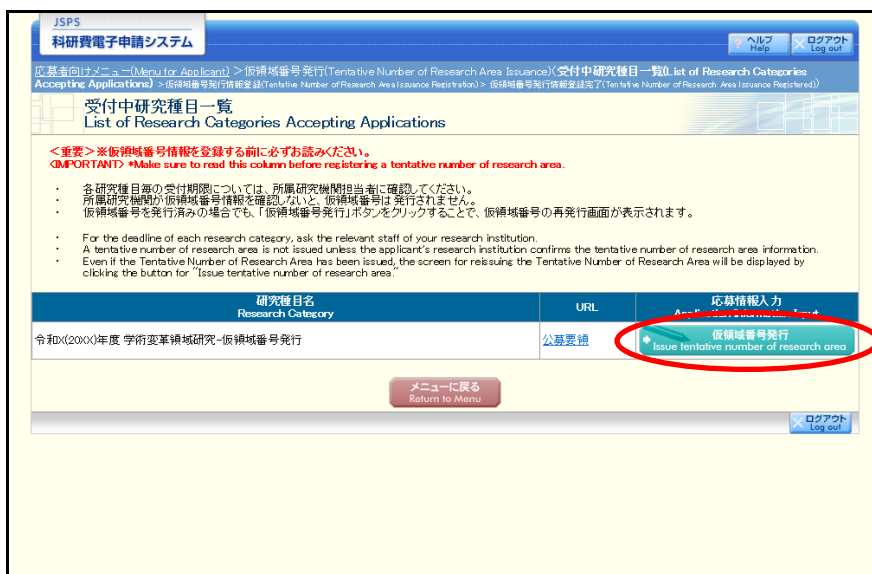 JSPS
科研費電子申請システム
ヘルプ
Help
ログアウト
Log out
応募者向けメニュー(Menu for Applicant) >仮領域番号発行(Tentative Number of Research Area Issuance)(受付中研究種目一覧(List of Research Categories
Accepting Applications) >仮領域番号発行情報登録(Tentative Number of Research Area Issuance Registration)> 仮領域番号発行情報登録完了(Tentative Number of Research Area Issuance Registered))
受付中研究種目一覧
List of Research Categories Accepting Applications
＜重要＞※仮領域番号情報を登録する前に必ずお読みください。
<IMPORTANT> *Make sure to read this column before registering a tentative number of research area.
・ 各研究種目毎の受付期限については、所属研究機関担当者に確認してください。
・ 所属研究機関が仮領域番号情報を確認しないと、仮領域番号は発行されません。
・ 仮領域番号を発行済みの場合でも、「仮領域番号発行」ボタンをクリックすることで、仮領域番号の再発行画面が表示されます。
・ For the deadline of each research category, ask the relevant staff of your research institution.
・ A tentative number of research area is not issued unless the applicant's research institution confirms the tentative number of research area information.
・ Even if the Tentative Number of Research Area has been issued, the screen for reissuing the Tentative Number of Research Area will be displayed by
clicking the button for "Issue tentative number of research area."
研究種目名
Research Category
URL
応募情報入力
Application Information Input
令和X(20XX)年度 学術変革領域研究-仮領域番号発行
公募要領
仮領域番号発行
Issue tentative number of research area
メニューに戻る
Return to Menu
ログアウト
Log out